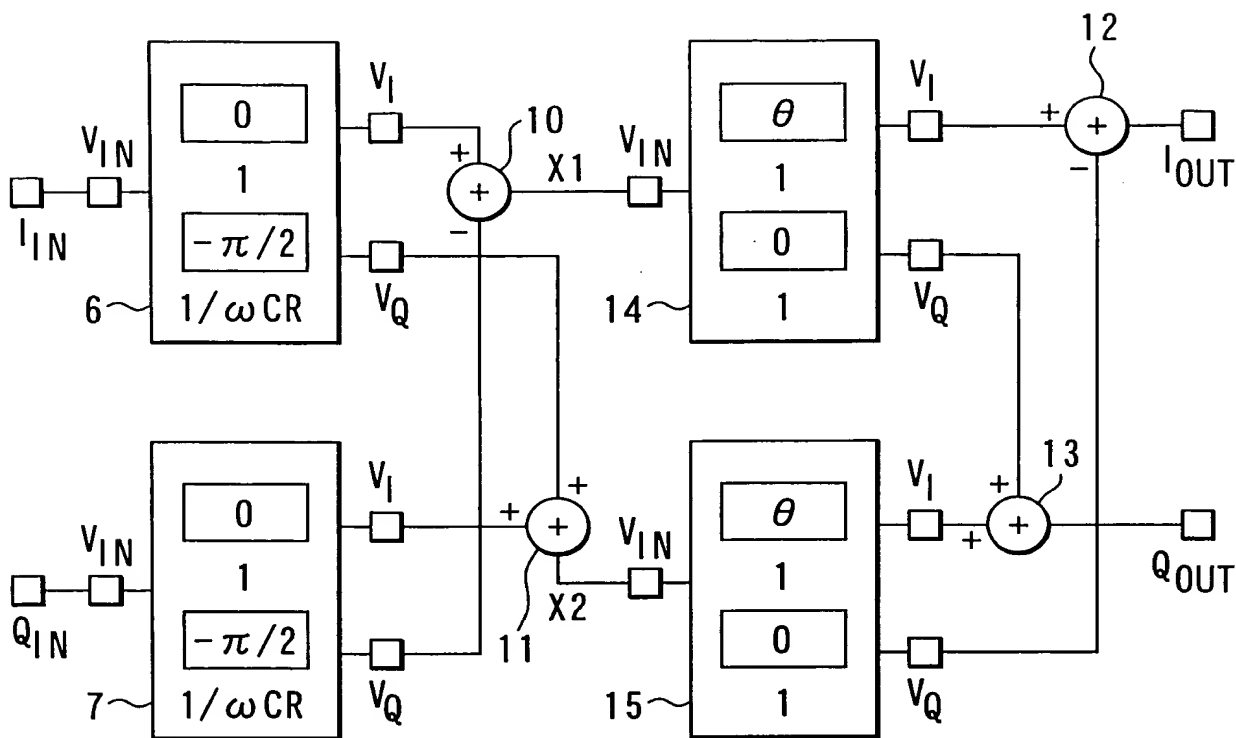 12
V_I
V_I
0
θ
10
+
+
+
+
V_IN
V_IN
1
X1
1
I_OUT
-
-
I_IN
-π/2
0
6
1/ωCR
V_Q
14
1
V_Q
V_I
V_I
13
0
+
θ
+
V_IN
+
+
V_IN
+
+
1
1
Q_OUT
X2
Q_IN
-π/2
11
0
7
1/ωCR
V_Q
15
1
V_Q